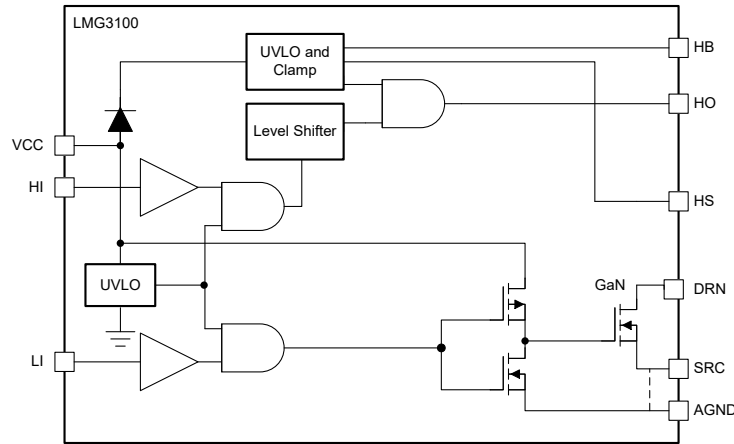 LMG3100
UVLO and
Clamp
HB
HO
Level Shifter
VCC
HI
HS
UVLO
GaN
DRN
LI
SRC
AGND